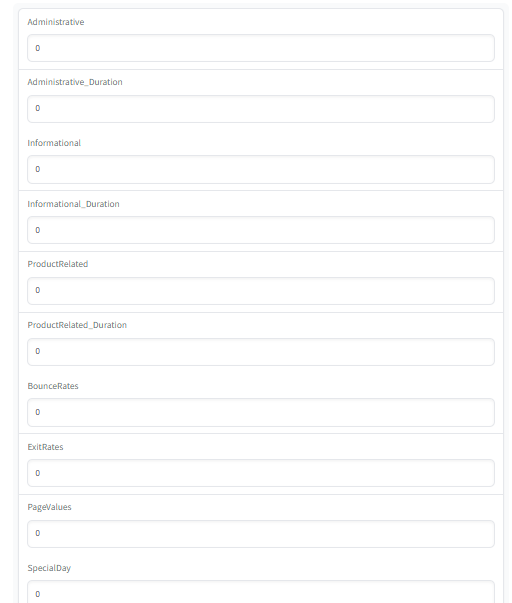 Administrative
0
Administrative_Duration
0
Informational
0
Informational_Duration
0
ProductRelated
0
ProductRelated_Duration
0
BounceRates
0
ExitRates
0
PageValues
0
SpecialDay
0